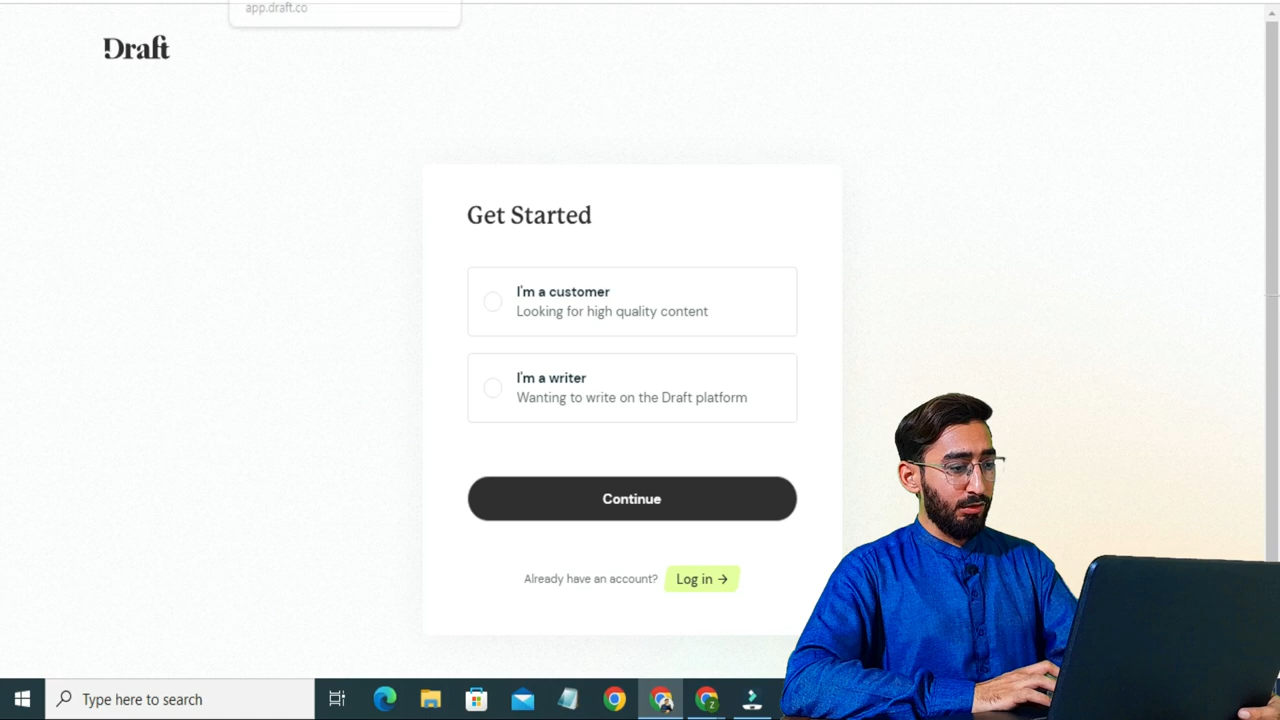 app.draft.co
Draft
Get Started
I'm a customer
Looking for high quality content
I'm a writer
Wanting to write on the Draft platform
Continue
Already have an account? Log in →
Type here to search
Z